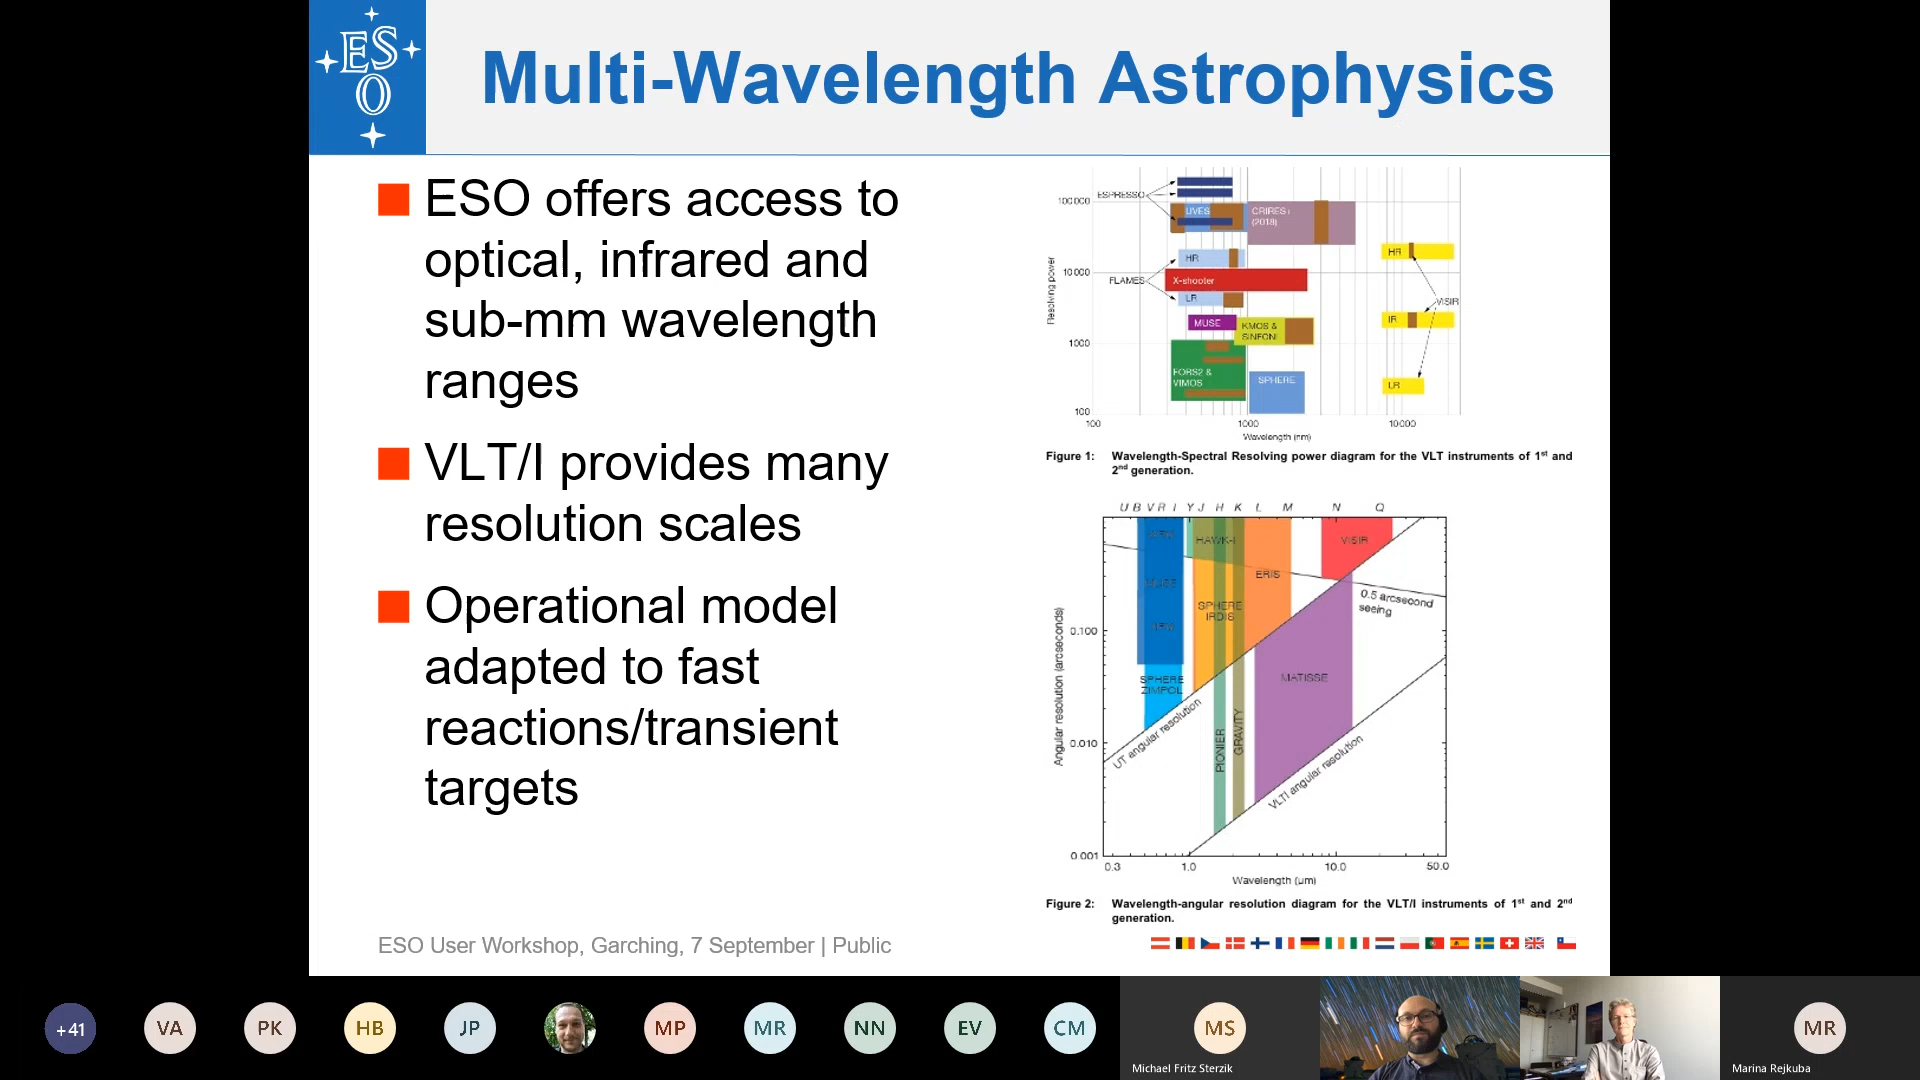 ESO
Multi-Wavelength Astrophysics
ESO offers access to
optical, infrared and
sub-mm wavelength
ranges
VLT/I provides many
resolution scales
Operational model
adapted to fast
reactions/transient
targets
ESPRESSO
100000
UVES
CRIRES+
(2018)
HR
HR
10000
FLAMES
X-shooter
LR
VISIR
Resolving power
MUSE
KMOS &
SINFONI
IR
1000
FORS2 &
VIMOS
SPHERE
LR
100
100
1000
10000
Wavelength (nm)
Figure 1: Wavelength-Spectral Resolving power diagram for the VLT instruments of 1st and
2nd generation.
U B V R I Y J H K L M N Q
HAWK-I
VISIR
ERIS
0.5 arcsecond
seeing
SPHERE
IRDIS
0.100
Angular resolution (arcseconds)
MATISSE
SPHERE
ZIMPOL
UT angular resolution
PIONIER
GRAVITY
0.010
VLTI angular resolution
0.001
0.3
1.0
10.0
50.0
Wavelength (µm)
Figure 2: Wavelength-angular resolution diagram for the VLT/I instruments of 1st and 2nd
generation.
ESO User Workshop, Garching, 7 September | Public
+41
VA
PK
HB
JP
MP
MR
NN
EV
CM
MS
MR
Michael Fritz Sterzik
Marina Rejkuba